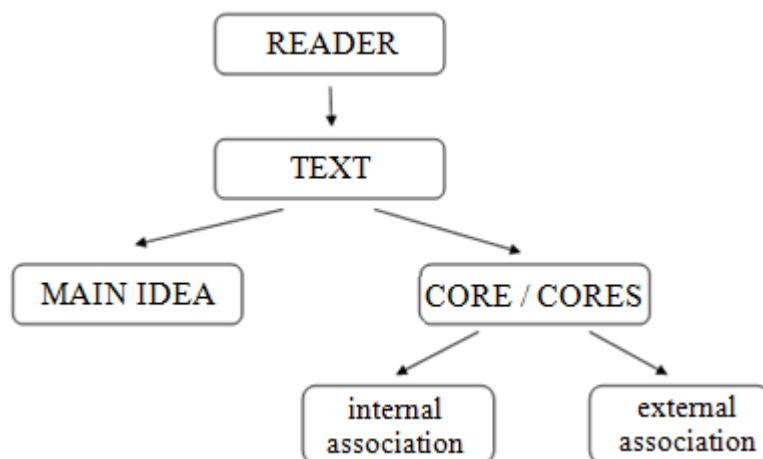 READER
TEXT
MAIN IDEA
CORE / CORES
internal
association
external
association